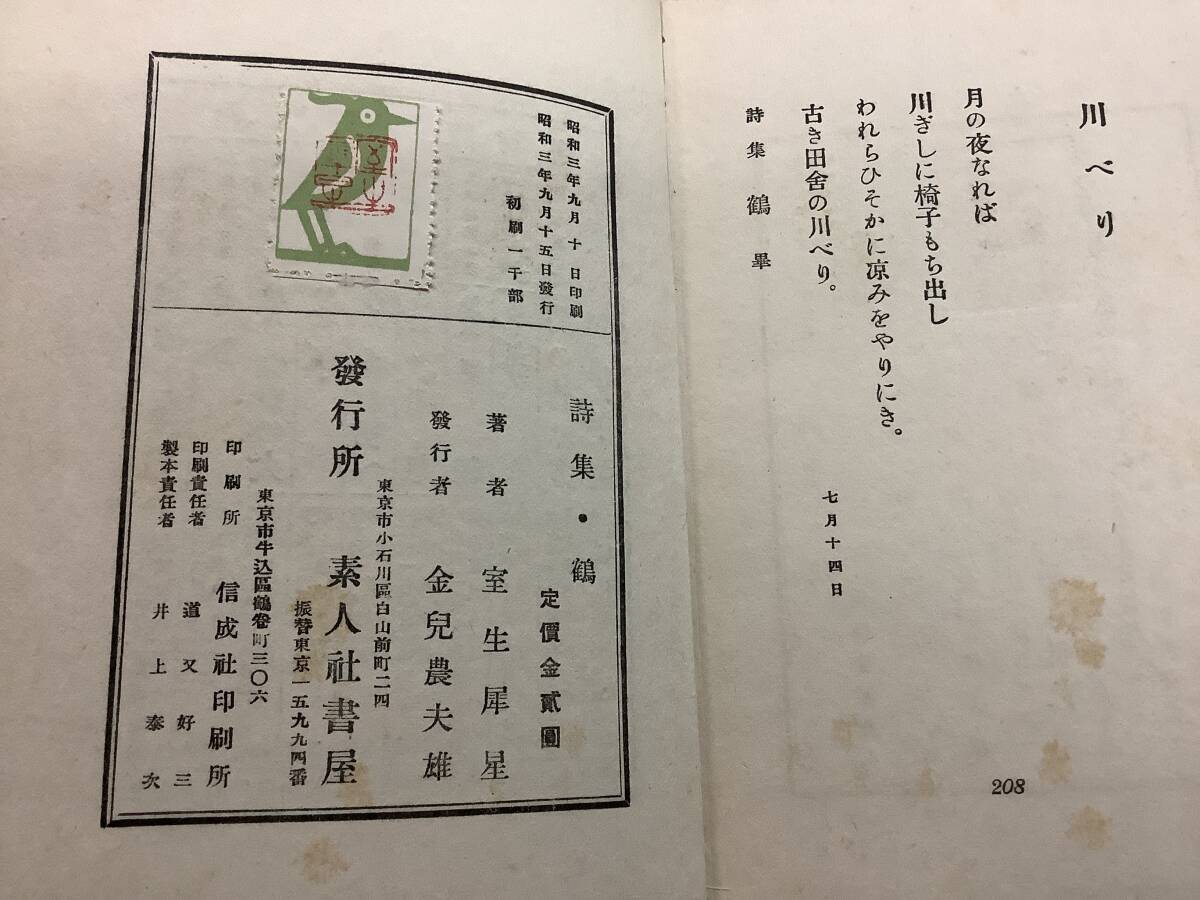 川べり
月の夜なれば
川ぎしに椅子もち出し
われらひそかに凉みをやりにき。
古き田舍の川べり。
七月十四日
詩集 鶴 畢
208
昭和三年九月十日印刷
昭和三年九月十五日發行
初刷一千部
詩集・鶴
定價金貳圓
著者 室生犀星
發行者 金兒農夫雄
東京市小石川區白山前町二四
發行所 素人社書屋
振替東京一五九九四番
東京市牛込區鶴卷町三〇六
印刷所 信成社印刷所
印刷責任者 道又好三
製本責任者 井上泰次